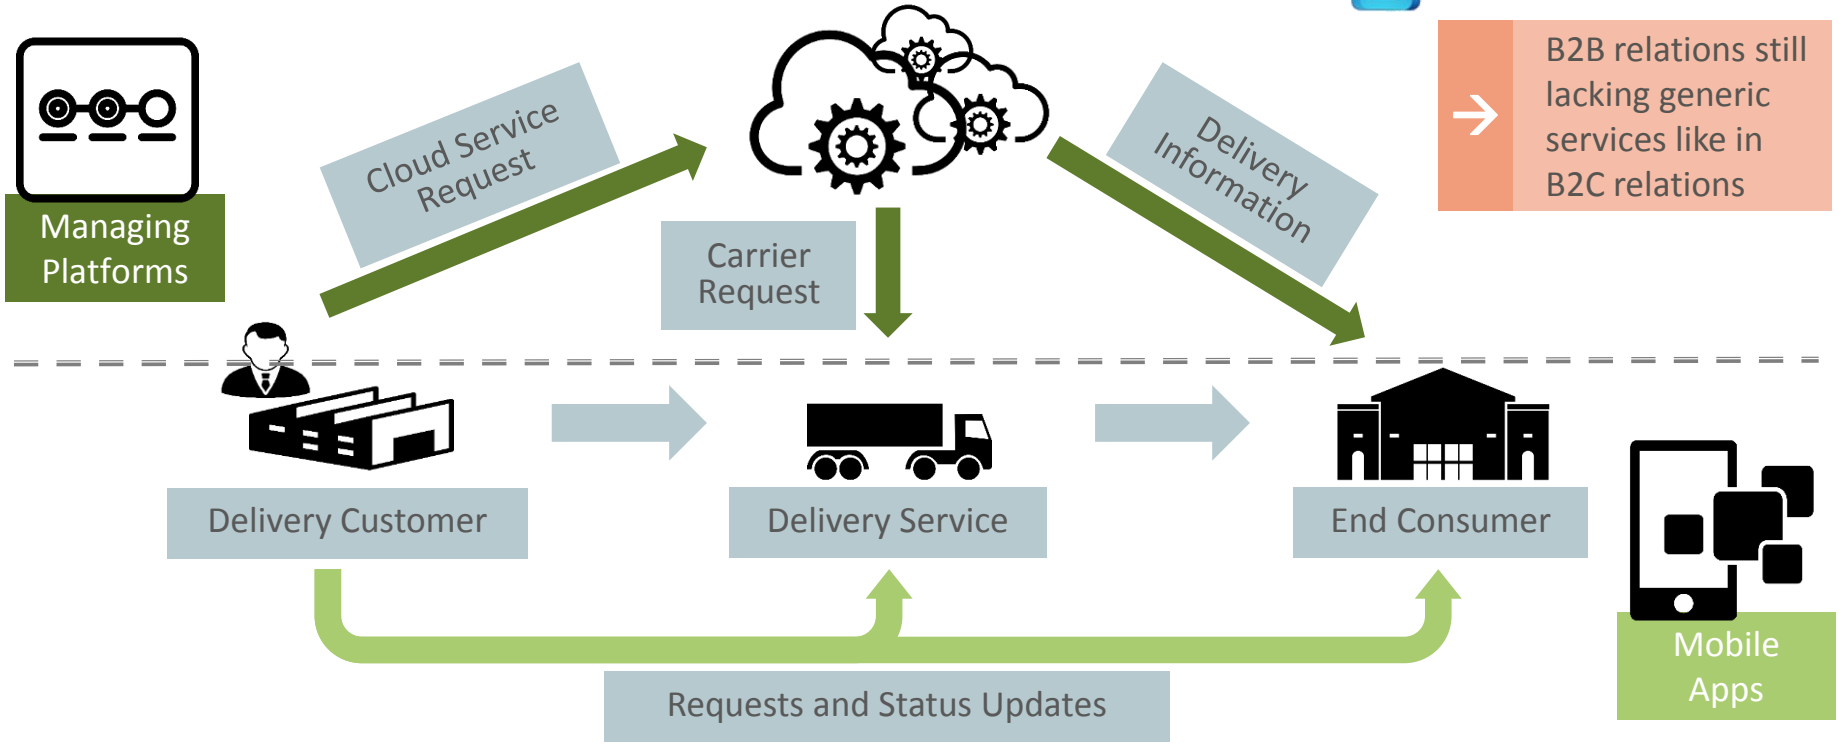 Managing
Platforms
Cloud Service
Request
Carrier
Request
Delivery
Information
B2B relations still
lacking generic
services like in
B2C relations
Delivery Customer
Delivery Service
End Consumer
Requests and Status Updates
Mobile
Apps